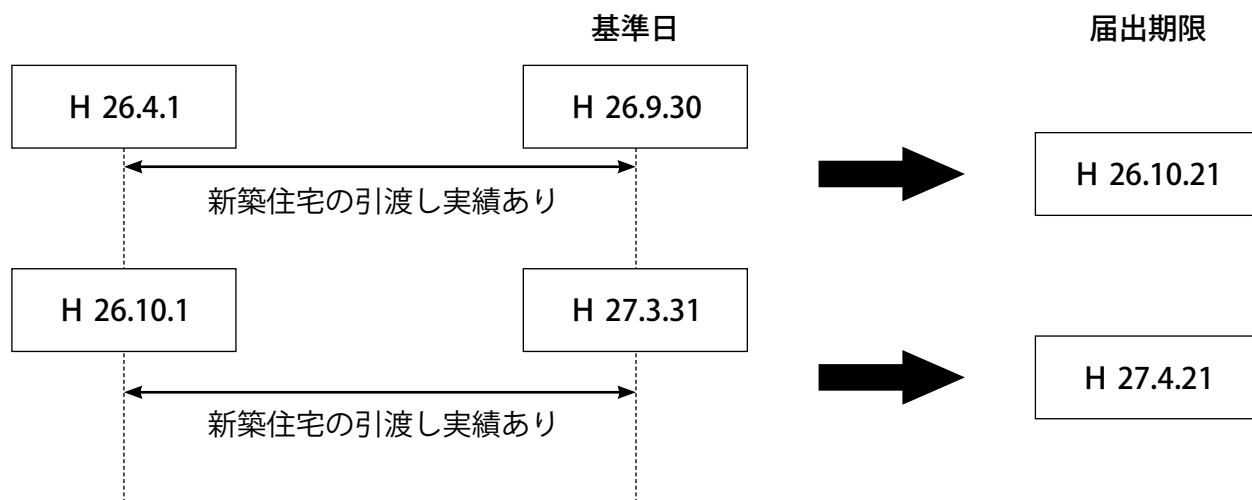 基準日
届出期限
H 26.4.1
H 26.9.30
新築住宅の引渡し実績あり
H 26.10.21
H 26.10.1
H 27.3.31
新築住宅の引渡し実績あり
H 27.4.21